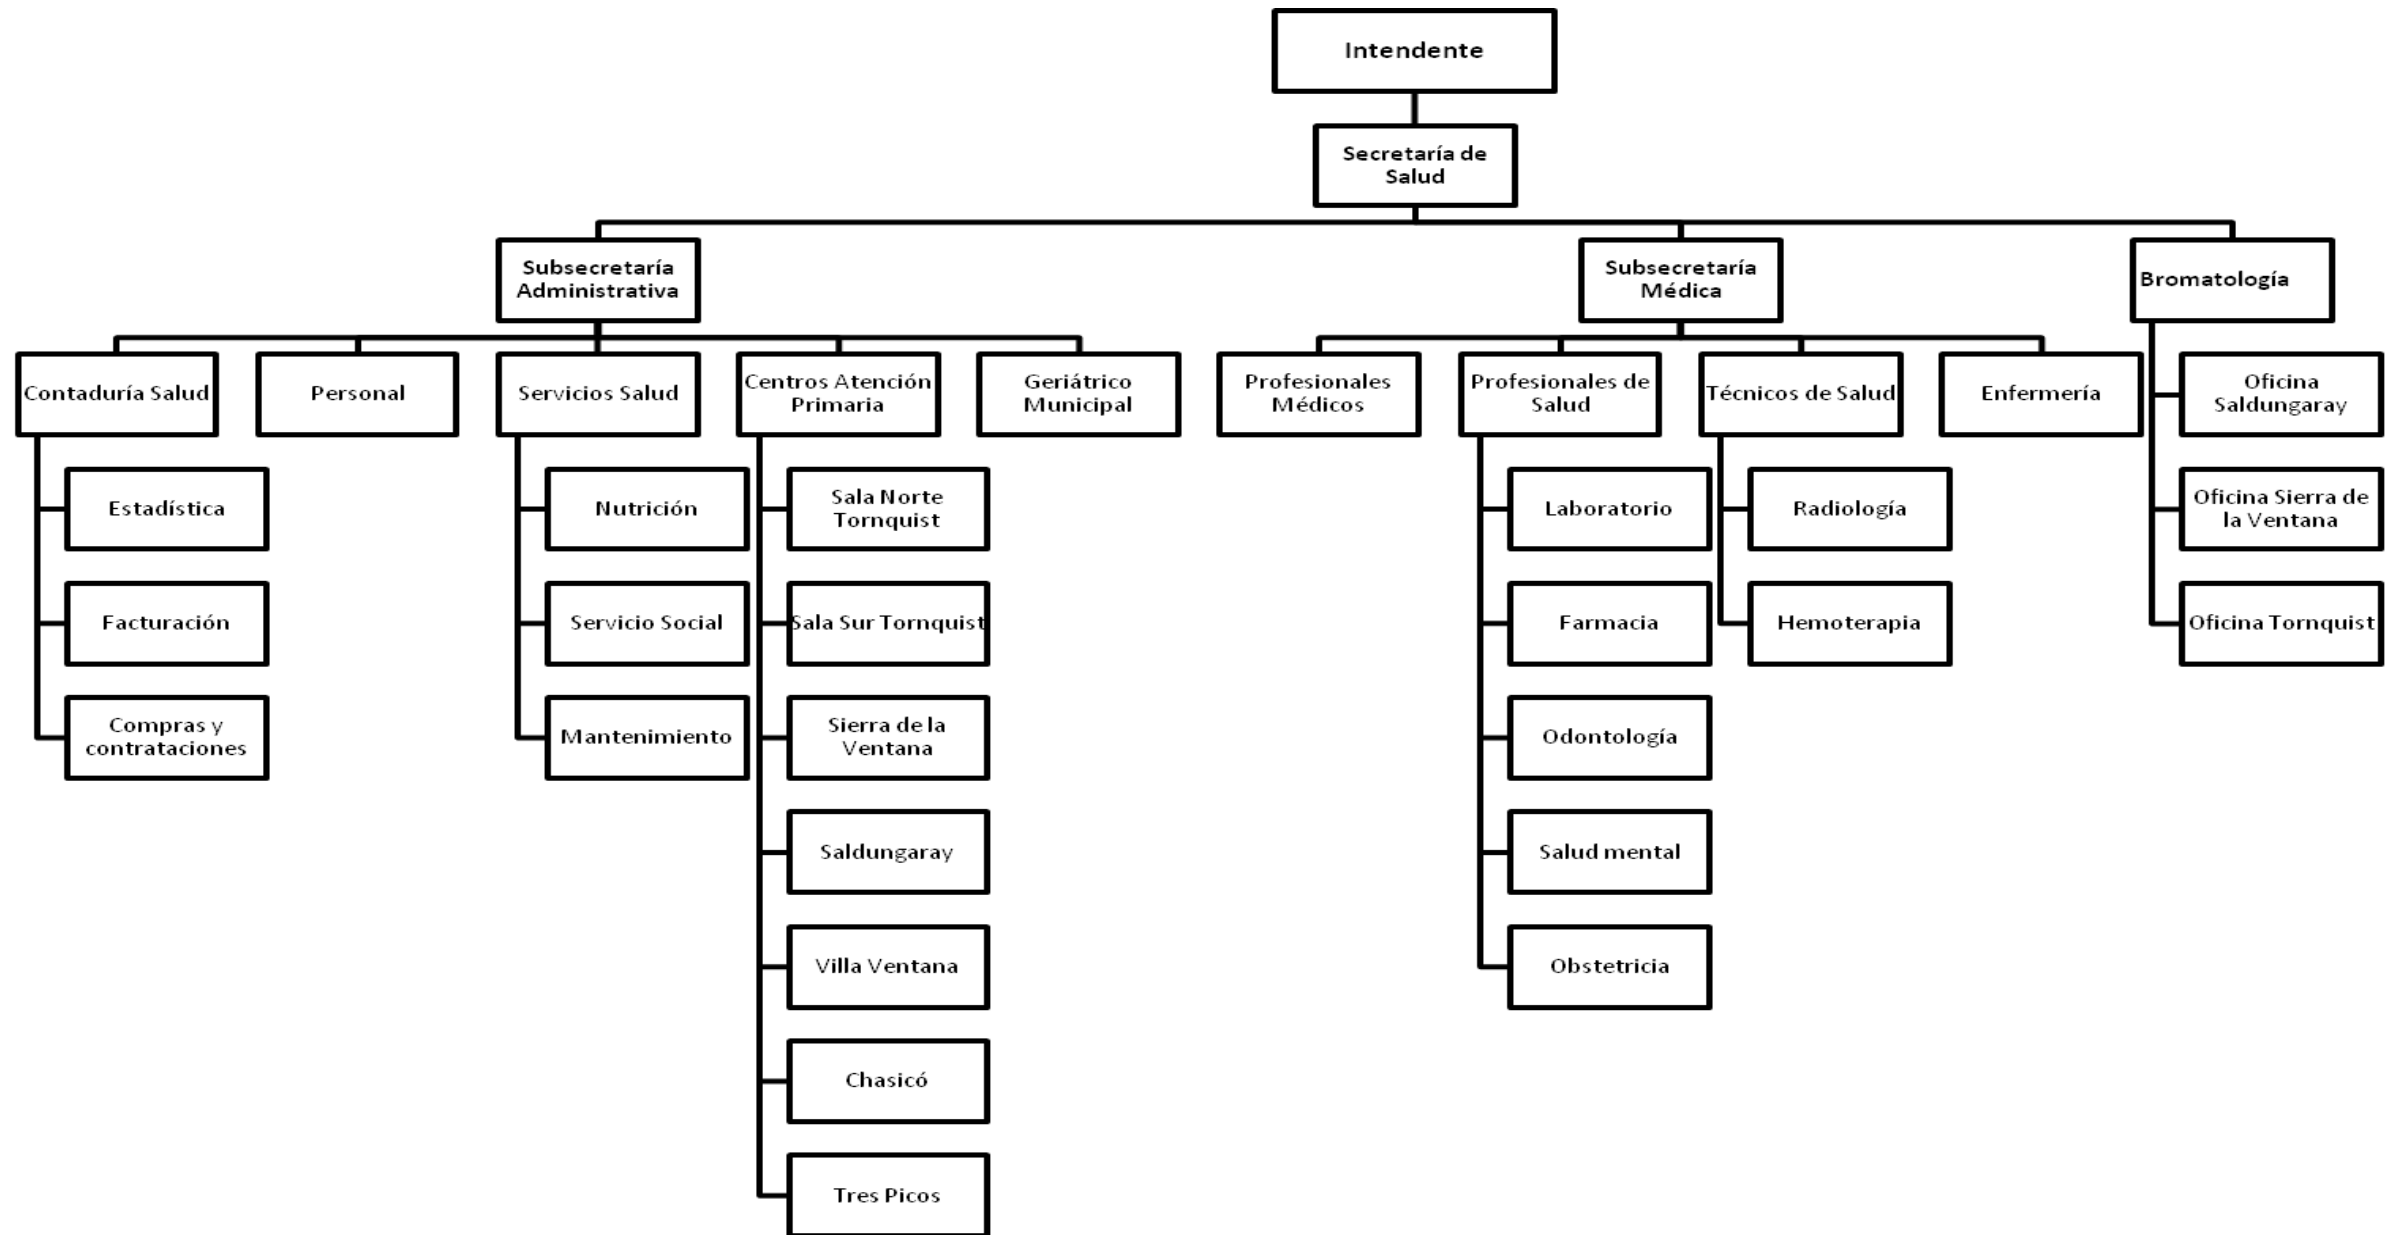 Intendente
Secretaría de
Salud
Subsecretaría
Administrativa
Subsecretaría
Médica
Bromatología
Contaduría Salud
Personal
Servicios Salud
Centros Atención
Primaria
Geriátrico
Municipal
Profesionales
Médicos
Profesionales de
Salud
Técnicos de Salud
Enfermería
Oficina
Saldungaray
Estadística
Nutrición
Sala Norte
Tornquist
Laboratorio
Radiología
Oficina Sierra de
la Ventana
Facturación
Servicio Social
Sala Sur Tornquist
Farmacia
Hemoterapia
Oficina Tornquist
Compras y
contrataciones
Mantenimiento
Sierra de la
Ventana
Odontología
Saldungaray
Salud mental
Villa Ventana
Obstetricia
Chasicó
Tres Picos